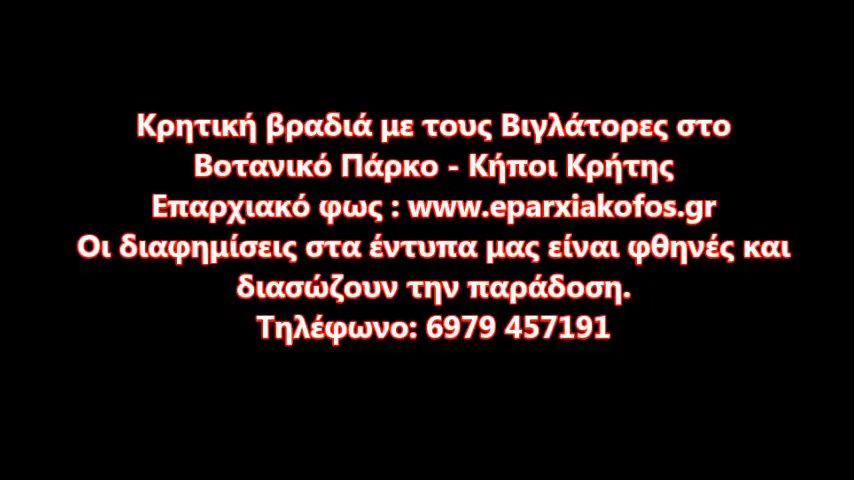 Κρητική βραδιά με τους Βιγλάτορες στο
Βοτανικό Πάρκο - Κήποι Κρήτης
Επαρχιακό φως : www.eparxiakofos.gr
Οι διαφημίσεις στα έντυπα μας είναι φθηνές και
διασώζουν την παράδοση.
Τηλέφωνο: 6979 457191